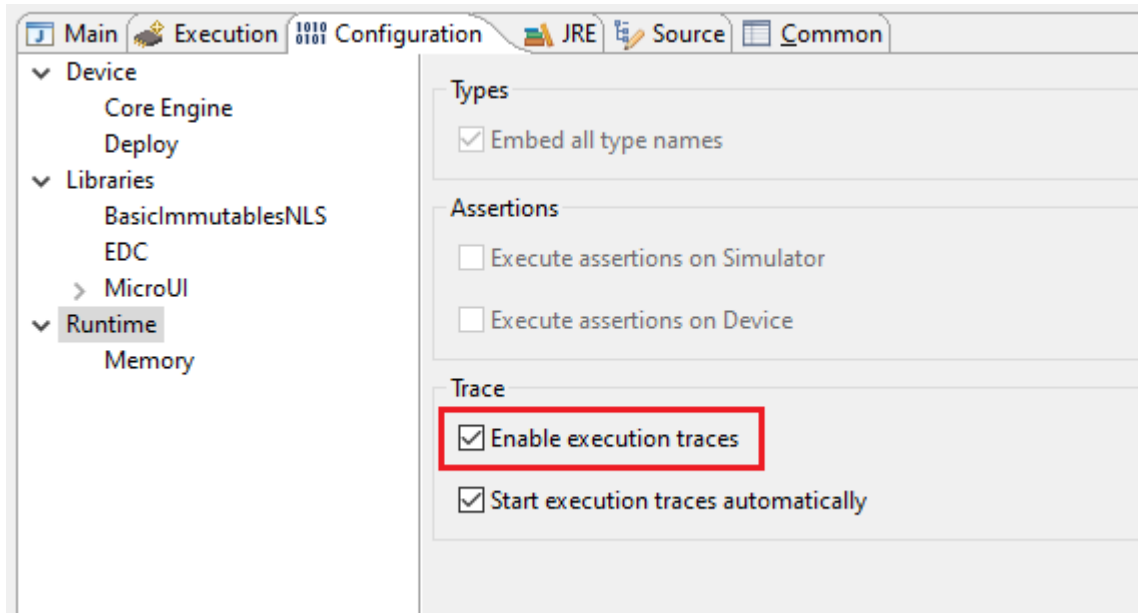 Main Execution Configuration JRE Source Common
Device
Core Engine
Deploy
Libraries
BasicImmutablesNLS
EDC
MicroUI
Runtime
Memory
Types
Embed all type names
Assertions
Execute assertions on Simulator
Execute assertions on Device
Trace
Enable execution traces
Start execution traces automatically